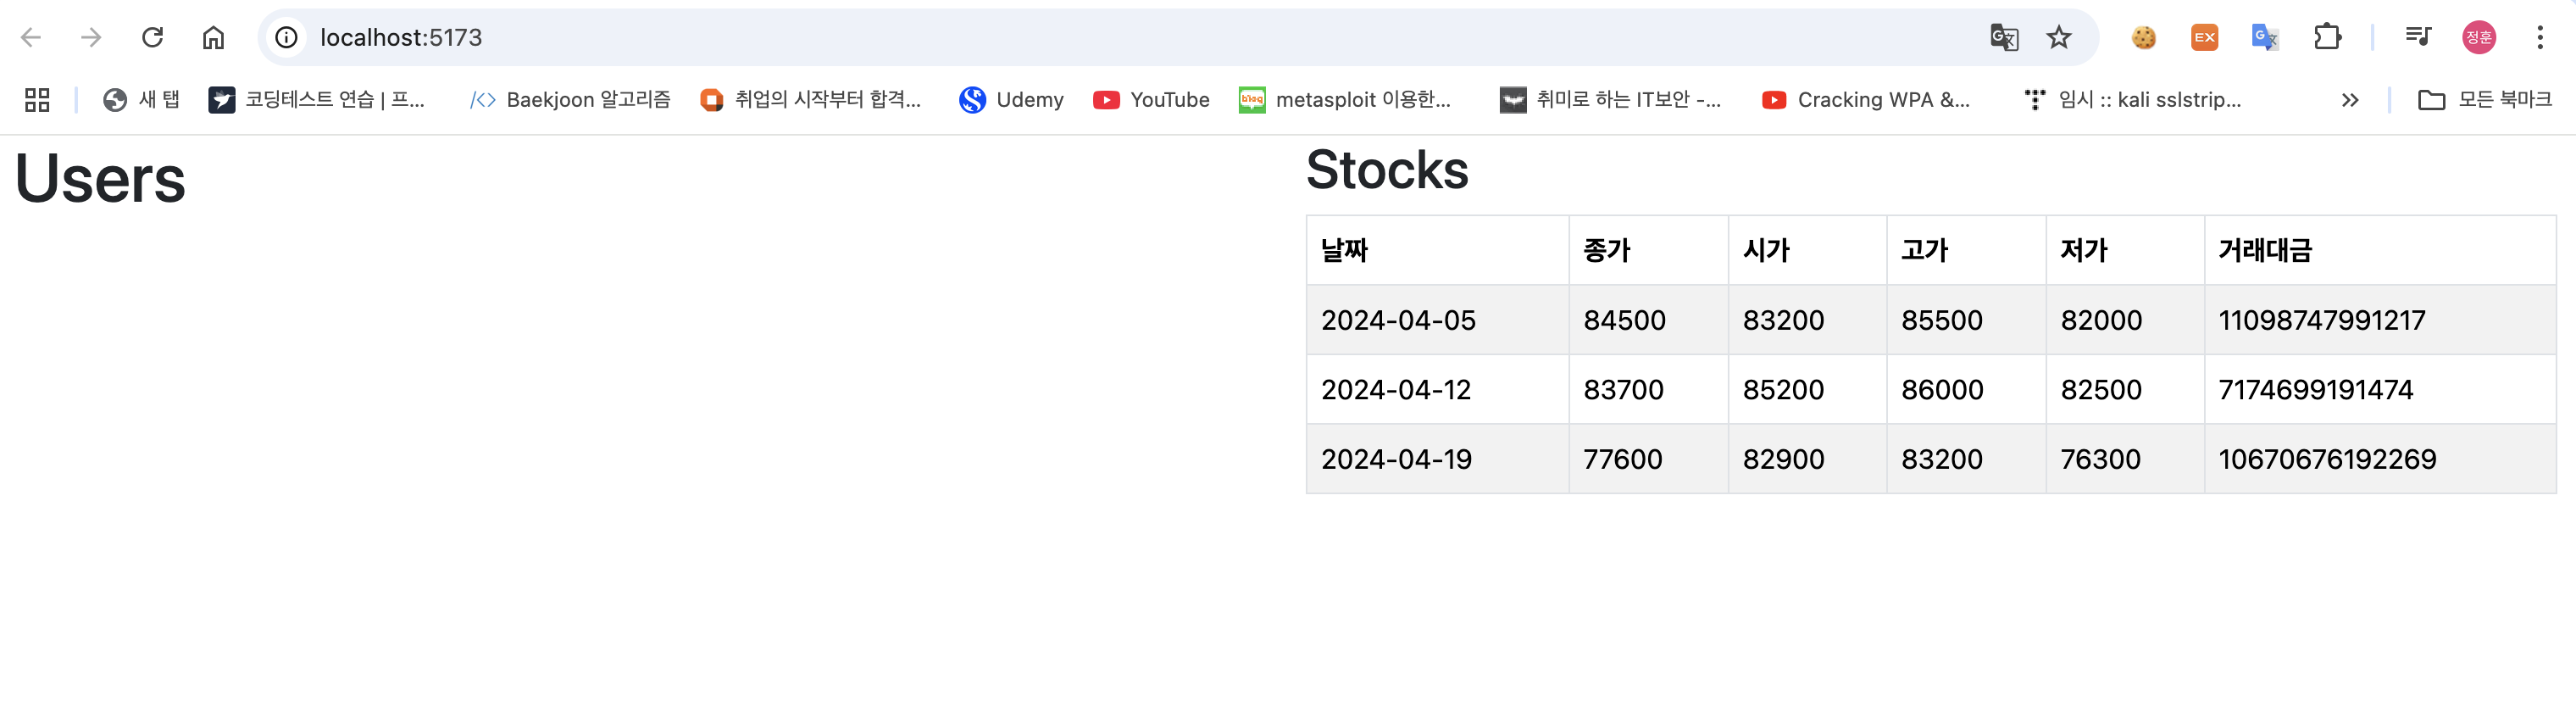 localhost:5173
EX
정훈
새 탭
코딩테스트 연습 | 프...
Baekjoon 알고리즘
취업의 시작부터 합격...
Udemy
YouTube
blog
metasploit 이용한...
취미로 하는 IT보안 -...
Cracking WPA &...
임시 :: kali sslstrip...
모든 북마크
Users
Stocks
날짜 종가 시가 고가 저가 거래대금
2024-04-05 84500 83200 85500 82000 11098747991217
2024-04-12 83700 85200 86000 82500 7174699191474
2024-04-19 77600 82900 83200 76300 10670676192269